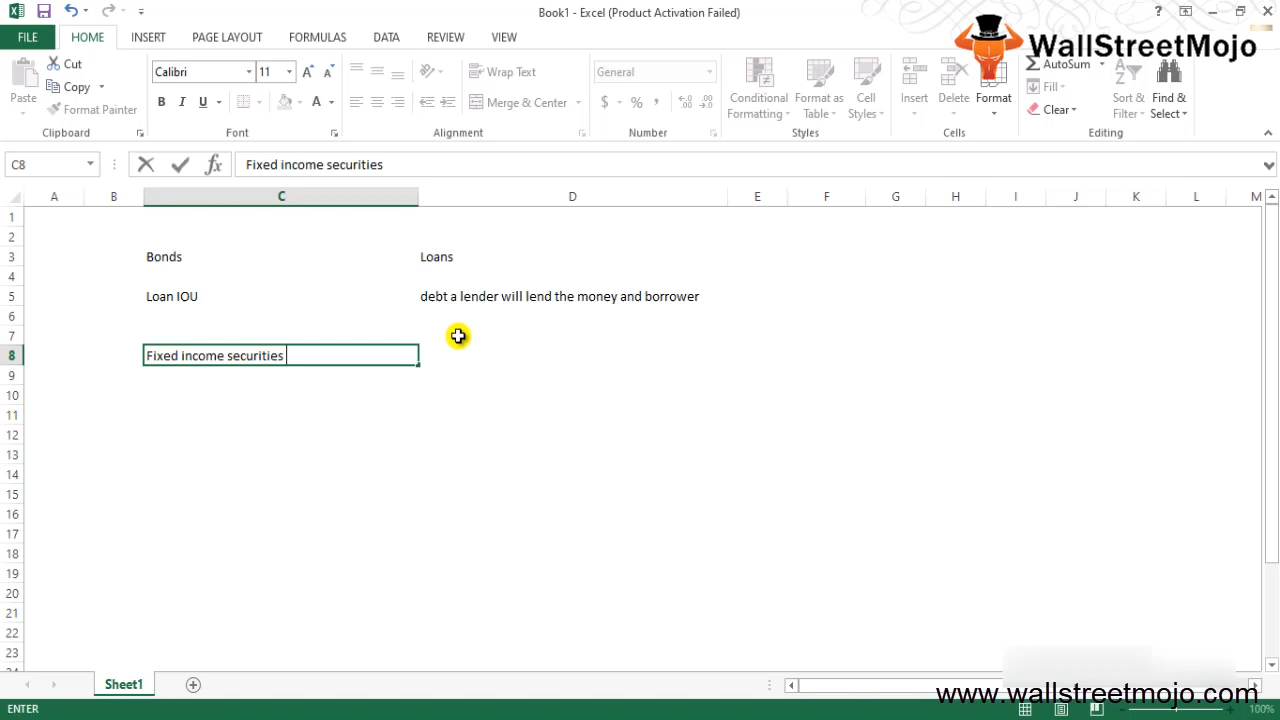 Book1 - Excel (Product Activation Failed)
FILE HOME INSERT PAGE LAYOUT FORMULAS DATA REVIEW VIEW
WallStreetMojo
Paste
Cut
Copy
Format Painter
Clipboard
Calibri 11
B I U
Font
Wrap Text
Merge & Center
Alignment
General
$ % ,
Number
Conditional Formatting
Format as Table
Cell Styles
Styles
Insert
Delete
Format
Cells
AutoSum
Fill
Clear
Sort & Filter
Find & Select
Editing
C8 fx Fixed income securities
A B C D E F G H I J K L M
1
2
3 Bonds Loans
4
5 Loan IOU debt a lender will lend the money and borrower
6
7
8 Fixed income securities
9
10
11
12
13
14
15
16
17
18
19
20
21
22
23
24
Sheet1
www.wallstreetmojo.com
ENTER 100%